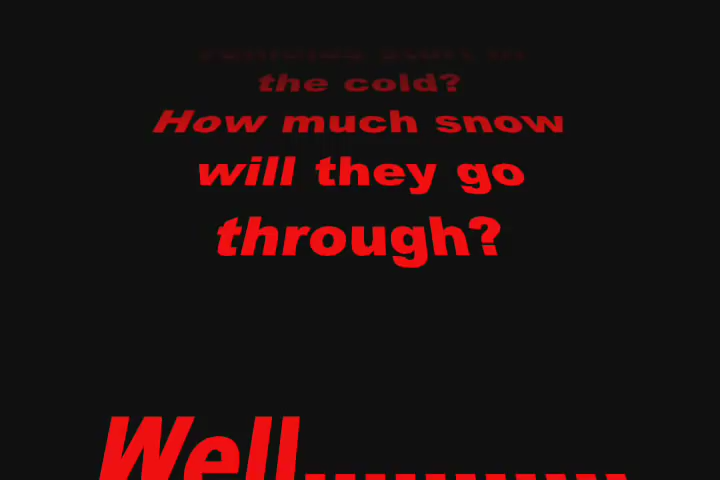 the cold?
How much snow
will they go
through?
Well............